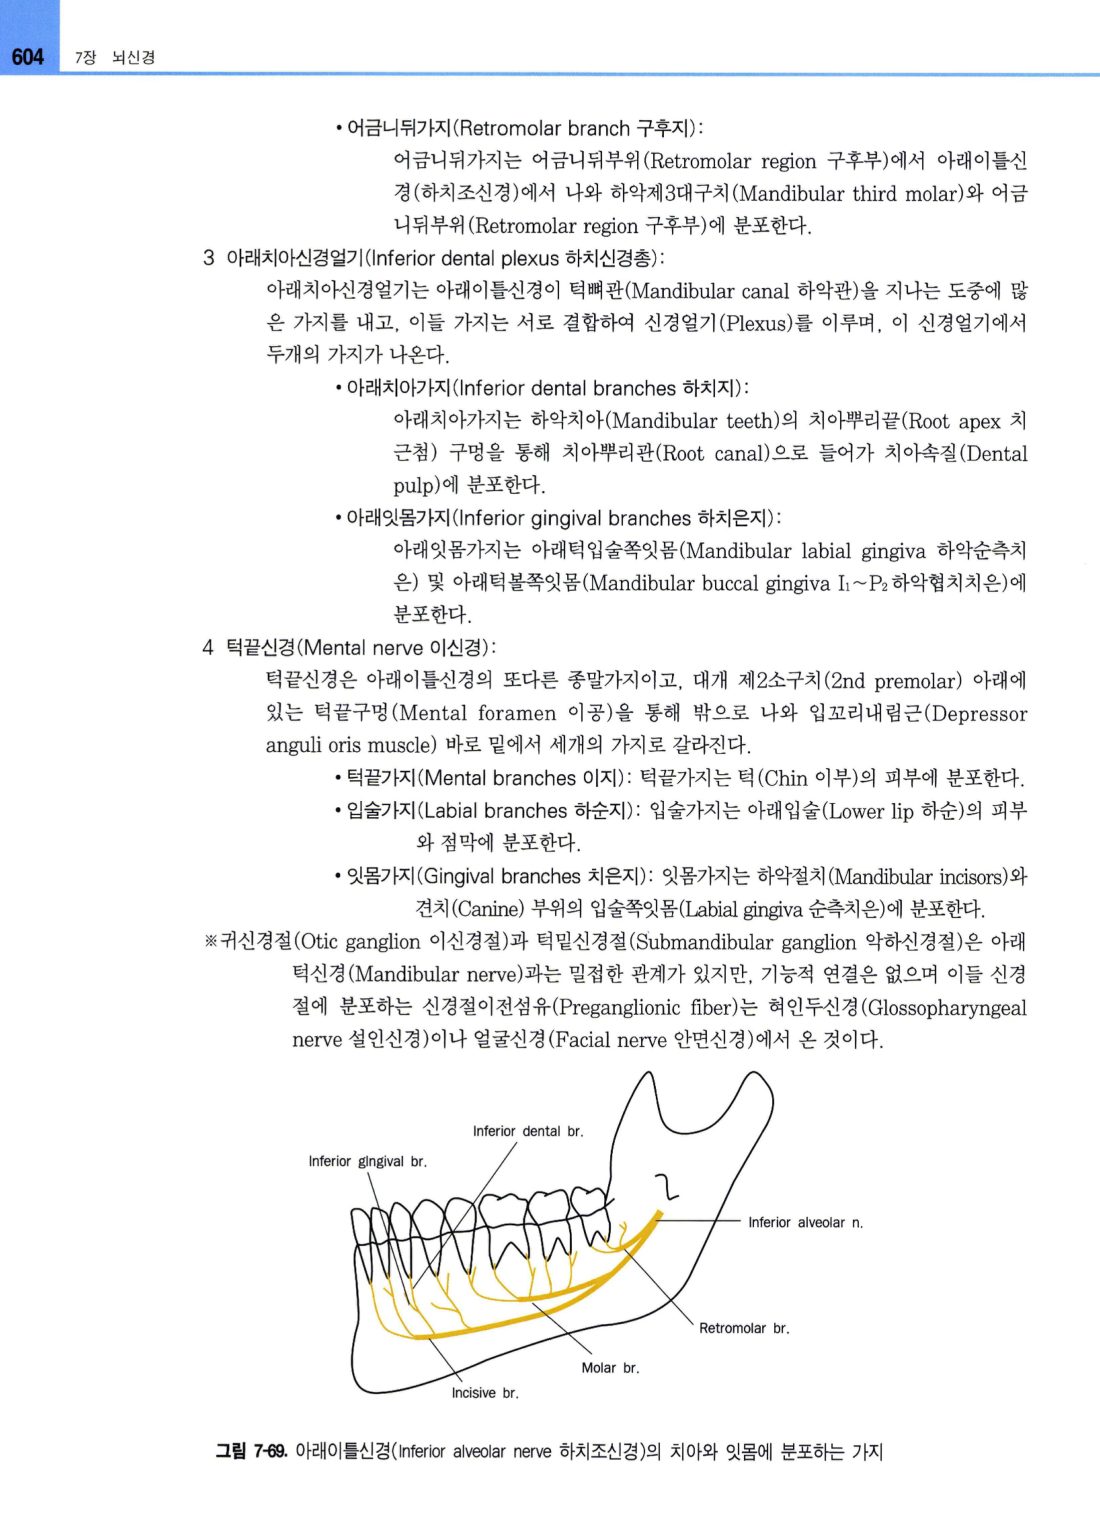 604 7장 뇌신경
• 어금니뒤가지(Retromolar branch 구후지):
어금니뒤가지는 어금니뒤부위(Retromolar region 구후부)에서 아래이틀신
경(하치조신경)에서 나와 하악제3대구치(Mandibular third molar)와 어금
니뒤부위(Retromolar region 구후부)에 분포한다.
3 아래치아신경얼기(Inferior dental plexus 하치신경총):
아래치아신경얼기는 아래이틀신경이 턱뼈관(Mandibular canal 하악관)을 지나는 도중에 많
은 가지를 내고, 이들 가지는 서로 결합하여 신경얼기(Plexus)를 이루며, 이 신경얼기에서
두개의 가지가 나온다.
• 아래치아가지(Inferior dental branches 하치지):
아래치아가지는 하악치아(Mandibular teeth)의 치아뿌리끝(Root apex 치
근첨) 구멍을 통해 치아뿌리관(Root canal)으로 들어가 치아속질(Dental
pulp)에 분포한다.
• 아래잇몸가지(Inferior gingival branches 하치은지):
아래잇몸가지는 아래턱입술쪽잇몸(Mandibular labial gingiva 하악순측치
은) 및 아래턱볼쪽잇몸(Mandibular buccal gingiva I₁~P₂ 하악협치치은)에
분포한다.
4 턱끝신경(Mental nerve 이신경):
턱끝신경은 아래이틀신경의 또다른 종말가지이고, 대개 제2소구치(2nd premolar) 아래에
있는 턱끝구멍(Mental foramen 이공)을 통해 밖으로 나와 입꼬리내림근(Depressor
anguli oris muscle) 바로 밑에서 세개의 가지로 갈라진다.
• 턱끝가지(Mental branches 이지): 턱끝가지는 턱(Chin 이부)의 피부에 분포한다.
• 입술가지(Labial branches 하순지): 입술가지는 아래입술(Lower lip 하순)의 피부
와 점막에 분포한다.
• 잇몸가지(Gingival branches 치은지): 잇몸가지는 하악절치(Mandibular incisors)와
견치(Canine) 부위의 입술쪽잇몸(Labial gingiva 순측치은)에 분포한다.
※귀신경절(Otic ganglion 이신경절)과 턱밑신경절(Submandibular ganglion 악하신경절)은 아래
턱신경(Mandibular nerve)과는 밀접한 관계가 있지만, 기능적 연결은 없으며 이들 신경
절에 분포하는 신경절이전섬유(Preganglionic fiber)는 혀인두신경(Glossopharyngeal
nerve 설인신경)이나 얼굴신경(Facial nerve 안면신경)에서 온 것이다.
Inferior dental br.
Inferior gingival br.
Inferior alveolar n.
Retromolar br.
Molar br.
Incisive br.
그림 7-69. 아래이틀신경(Inferior alveolar nerve 하치조신경)의 치아와 잇몸에 분포하는 가지